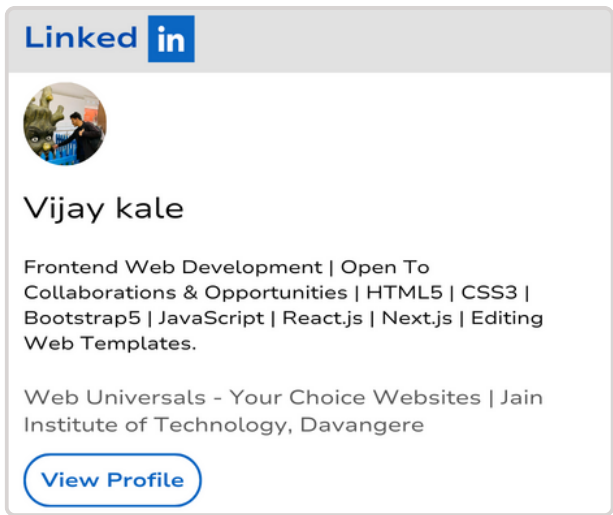 Linked in
Vijay kale
Frontend Web Development | Open To
Collaborations & Opportunities | HTML5 | CSS3 |
Bootstrap5 | JavaScript | React.js | Next.js | Editing
Web Templates.
Web Universals - Your Choice Websites | Jain
Institute of Technology, Davangere
View Profile